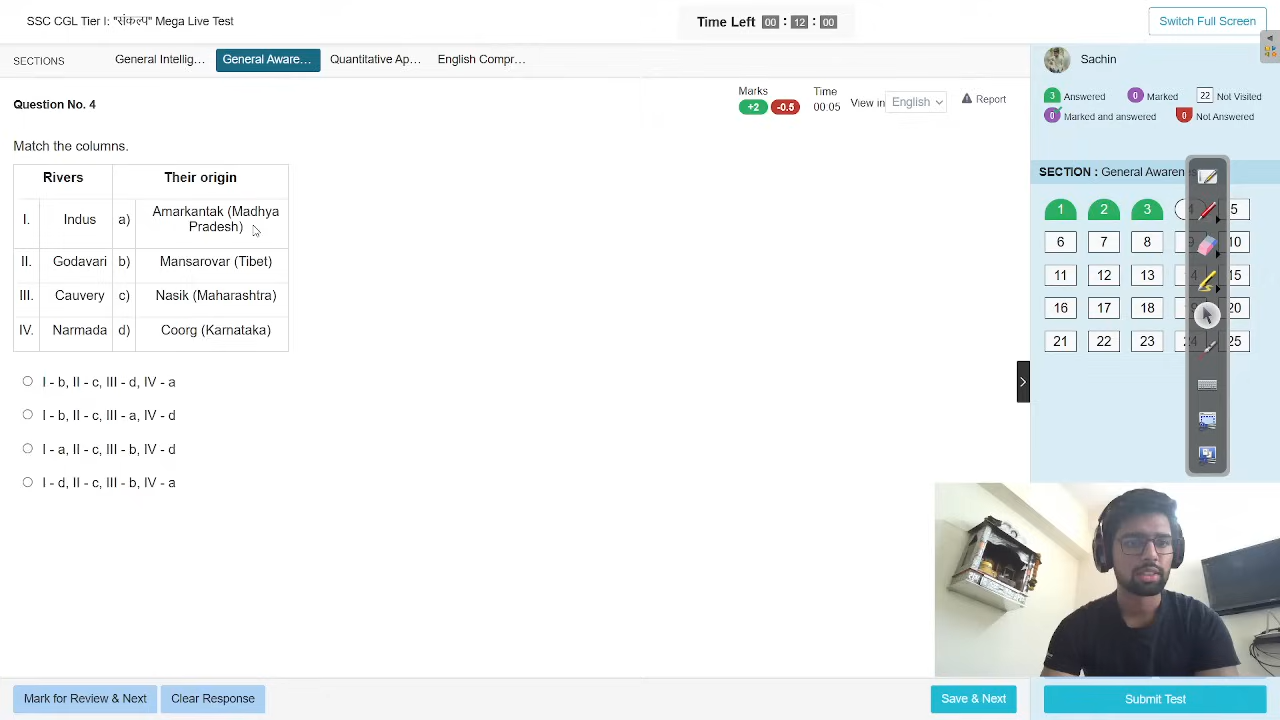 SSC CGL Tier I: "संकल्प" Mega Live Test
Time Left 00 : 12 : 00
Switch Full Screen
SECTIONS
General Intellig...
General Aware...
Quantitative Ap...
English Compr...
Sachin
3 Answered
0 Marked
22 Not Visited
0 Marked and answered
0 Not Answered
Question No. 4
Marks
+2 -0.5
Time
00.05
View in English
Report
Match the columns.
Rivers Their origin
I. Indus a) Amarkantak (Madhya
Pradesh)
II. Godavari b) Mansarovar (Tibet)
III. Cauvery c) Nasik (Maharashtra)
IV. Narmada d) Coorg (Karnataka)
I - b, II - c, III - d, IV - a
I - b, II - c, III - a, IV - d
I - a, II - c, III - b, IV - d
I - d, II - c, III - b, IV - a
SECTION : General Awaren
1 2 3 4 5
6 7 8 9 10
11 12 13 14 15
16 17 18 19 20
21 22 23 24 25
Mark for Review & Next
Clear Response
Save & Next
Submit Test